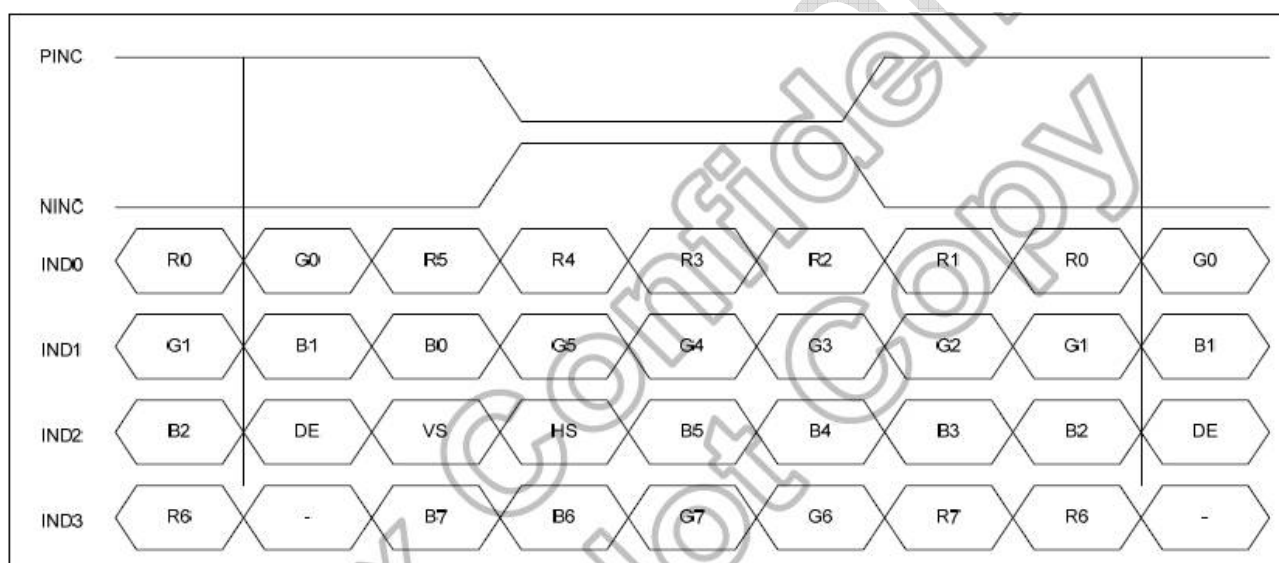 PINC
NINC
IND0 R0 G0 R5 R4 R3 R2 R1 R0 G0
IND1 G1 B1 B0 G5 G4 G3 G2 G1 B1
IND2 B2 DE VS HS B5 B4 B3 B2 DE
IND3 R6 - B7 B6 G7 G6 R7 R6 -
Copy